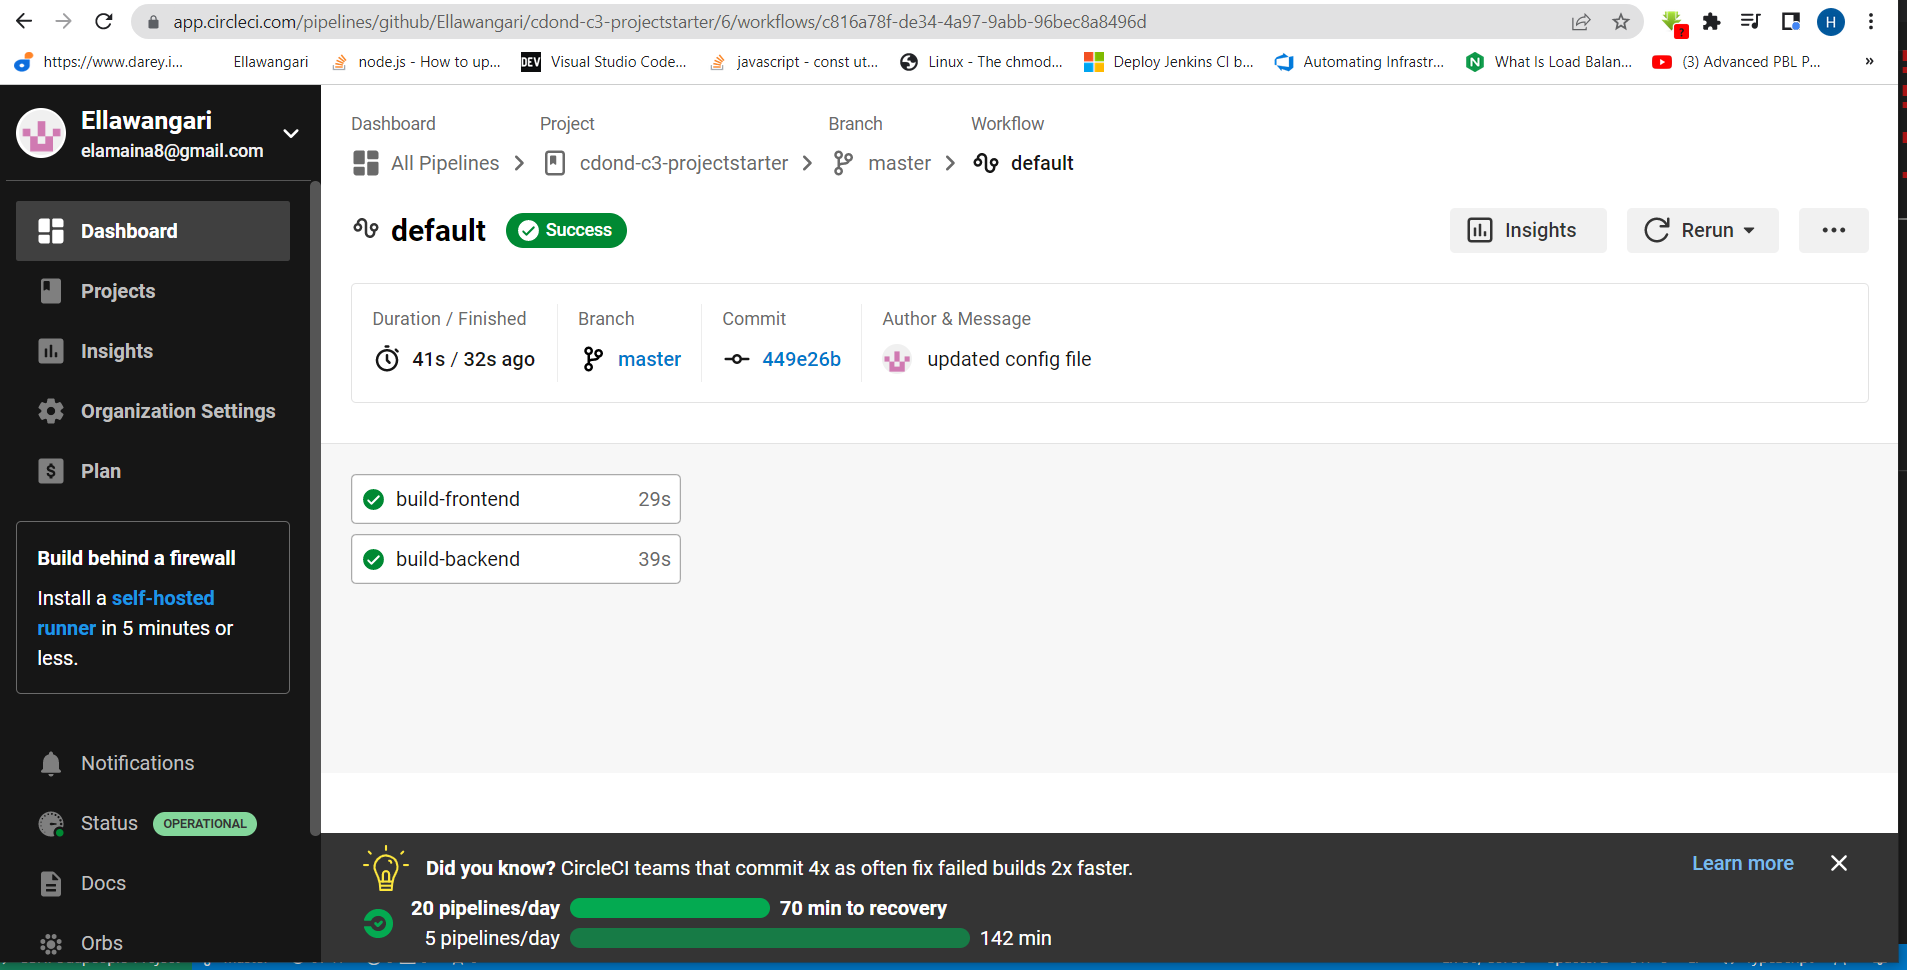 app.circleci.com/pipelines/github/Ellawangari/cdond-c3-projectstarter/6/workflows/c816a78f-de34-4a97-9abb-96bec8a8496d
?
H
https://www.darey.i...
Ellawangari
node.js - How to up...
DEV
Visual Studio Code...
javascript - const ut...
Linux - The chmod...
Deploy Jenkins CI b...
Automating Infrastr...
N
What Is Load Balan...
(3) Advanced PBL P...
»
Ellawangari
elamaina8@gmail.com
Dashboard
Projects
Insights
Organization Settings
$
Plan
Build behind a firewall
Install a self-hosted
runner in 5 minutes or
less.
Notifications
Status
OPERATIONAL
Docs
Orbs
Dashboard
Project
Branch
Workflow
All Pipelines
cdond-c3-projectstarter
master
default
default
Success
Insights
Rerun
Duration / Finished
Branch
Commit
Author & Message
41s / 32s ago
master
449e26b
updated config file
build-frontend
29s
build-backend
39s
Did you know? CircleCI teams that commit 4x as often fix failed builds 2x faster.
Learn more
20 pipelines/day
70 min to recovery
5 pipelines/day
142 min